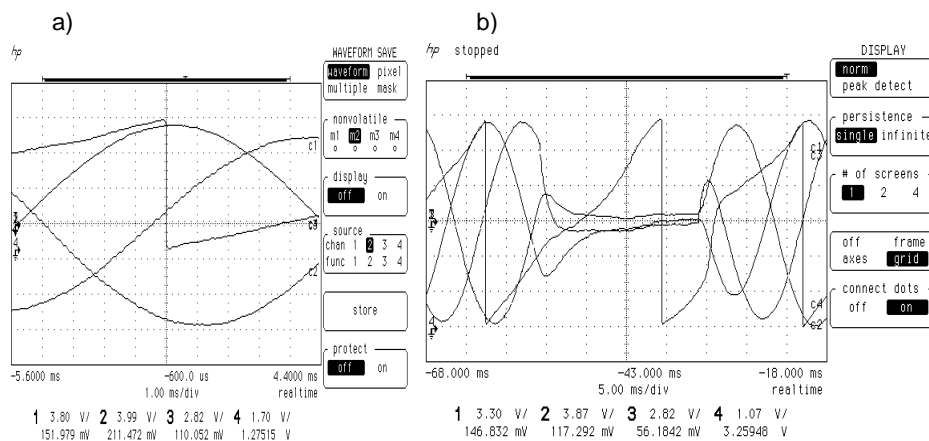 a)
hp
WAVEFORM SAVE
waveform pixel
multiple mask
nonvolatile
m1 m2 m3 m4
o o o o
display
off on
source
chan 1 2 3 4
func 1 2 3 4
store
protect
off on
c1
c2
-5.6000 ms -600.0 us 4.4000 ms
1.00 ms/div realtime
1 3.80 V/ 2 3.99 V/ 3 2.82 V/ 4 1.70 V/
151.979 mV 211.472 mV 110.052 mV 1.27515 V
b)
hp stopped
DISPLAY
norm
peak detect
persistence
single infinite
# of screens
1 2 4
off frame
axes grid
connect dots
off on
c1
c3
c4
c2
-68.000 ms -43.000 ms -18.000 ms
5.00 ms/div realtime
1 3.30 V/ 2 3.87 V/ 3 2.82 V/ 4 1.07 V/
146.832 mV 117.292 mV 56.1842 mV 3.25948 V